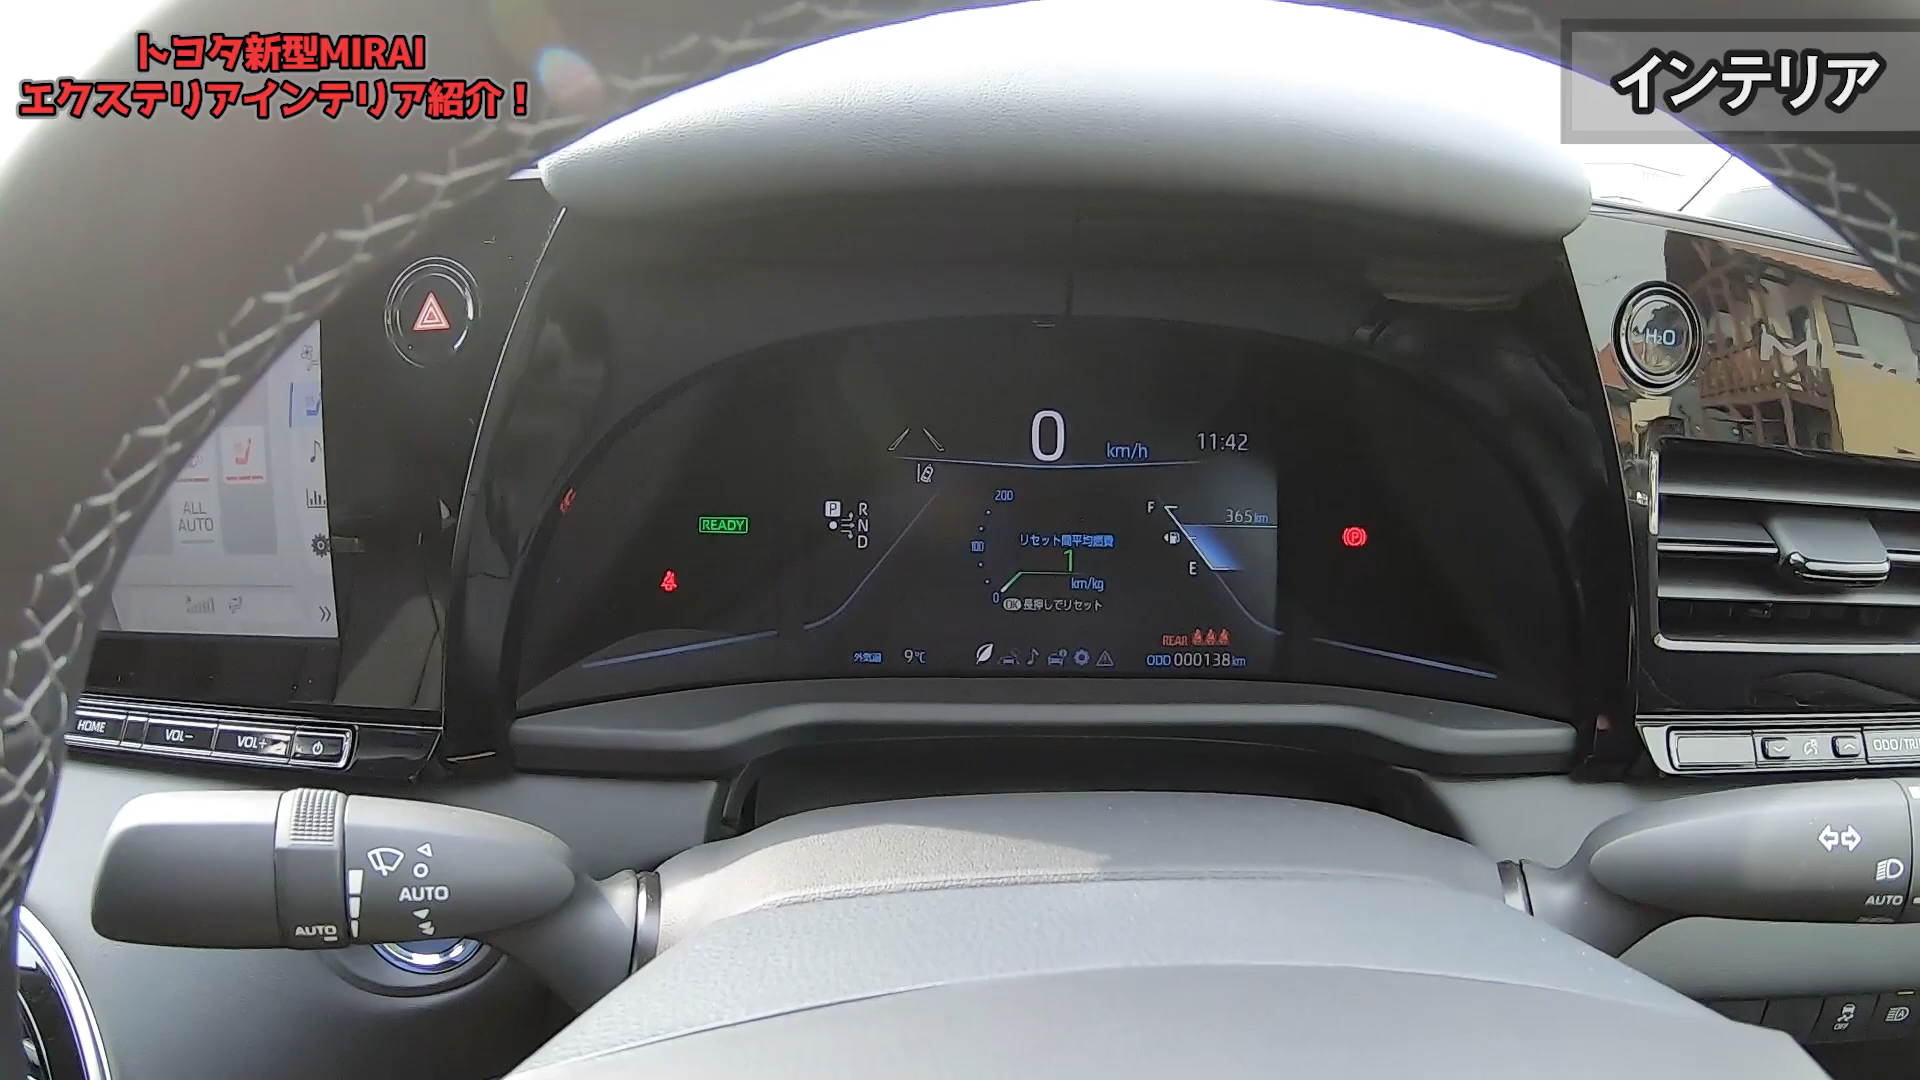 トヨタ新型MIRAI
エクステリアインテリア紹介！
インテリア
H₂O
0 km/h 11:42
200
P R
N
D
READY
F
365km
100
リセット間平均燃費
1
km/kg
E
0
OK 長押しでリセット
ALL
AUTO
REAR
外気温 9℃
ODO 000138km
HOME
VOL−
VOL+
AUTO
AUTO
AUTO
OFF